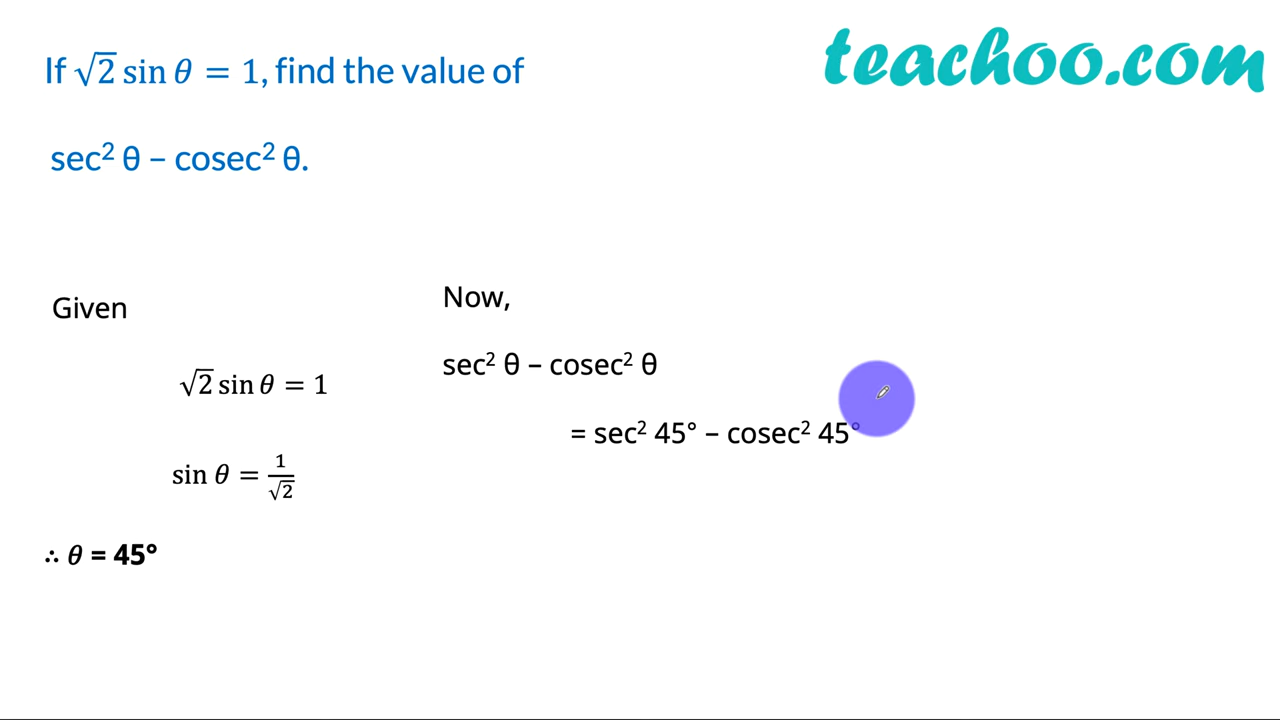 teachoo.com
If √2 sin θ = 1, find the value of
sec² θ – cosec² θ.
Given
√2 sin θ = 1
sin θ = 1/√2
∴ θ = 45°
Now,
sec² θ – cosec² θ
= sec² 45° – cosec² 45°